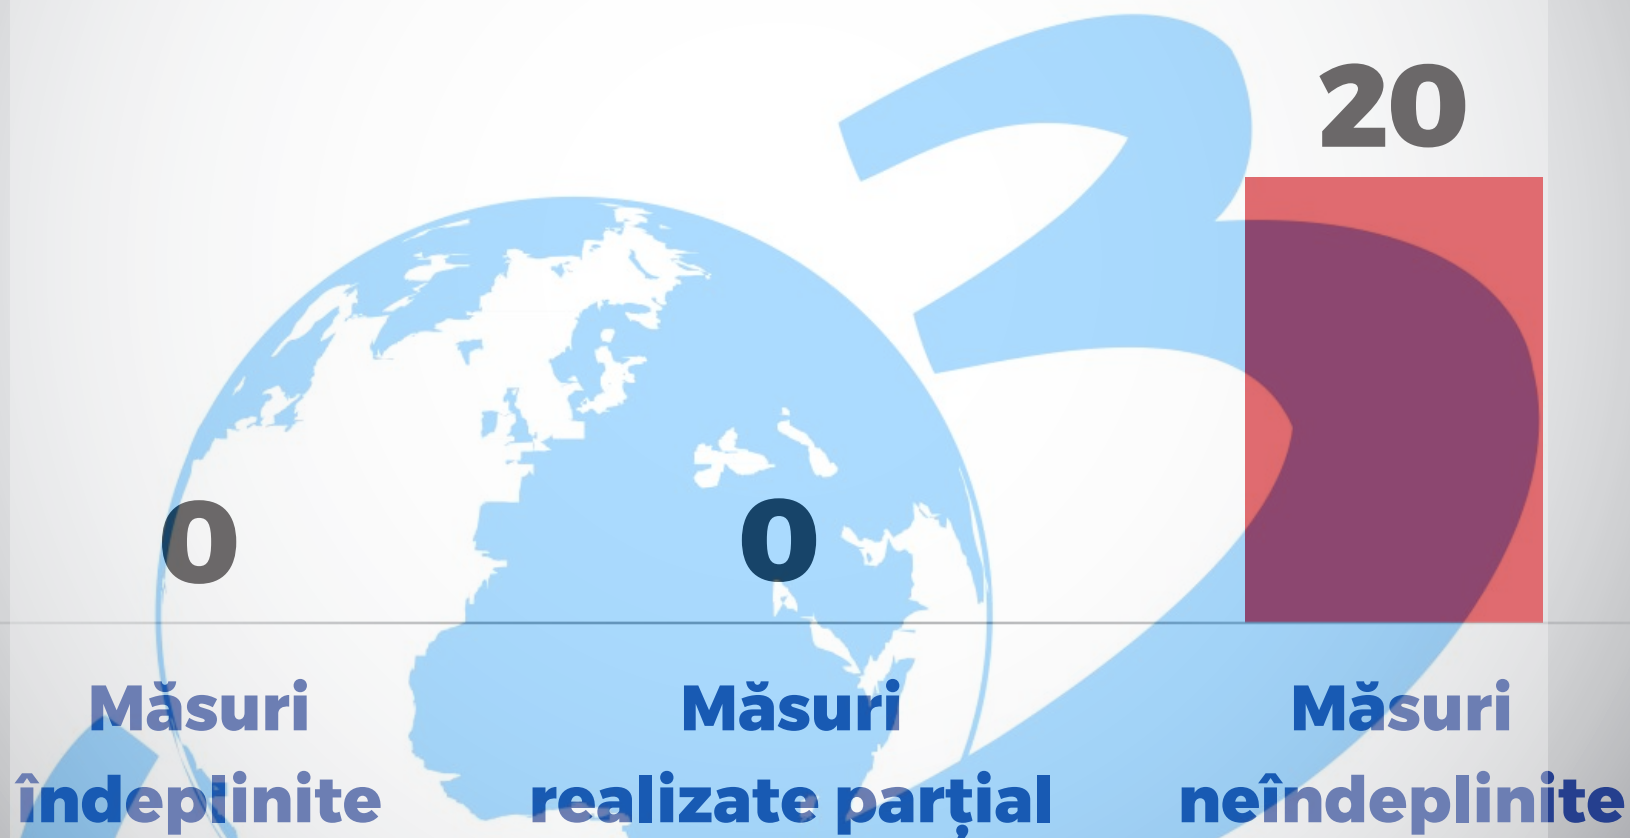 20
0
0
Măsuri
îndeplinite
Măsuri
realizate parțial
Măsuri
neîndeplinite